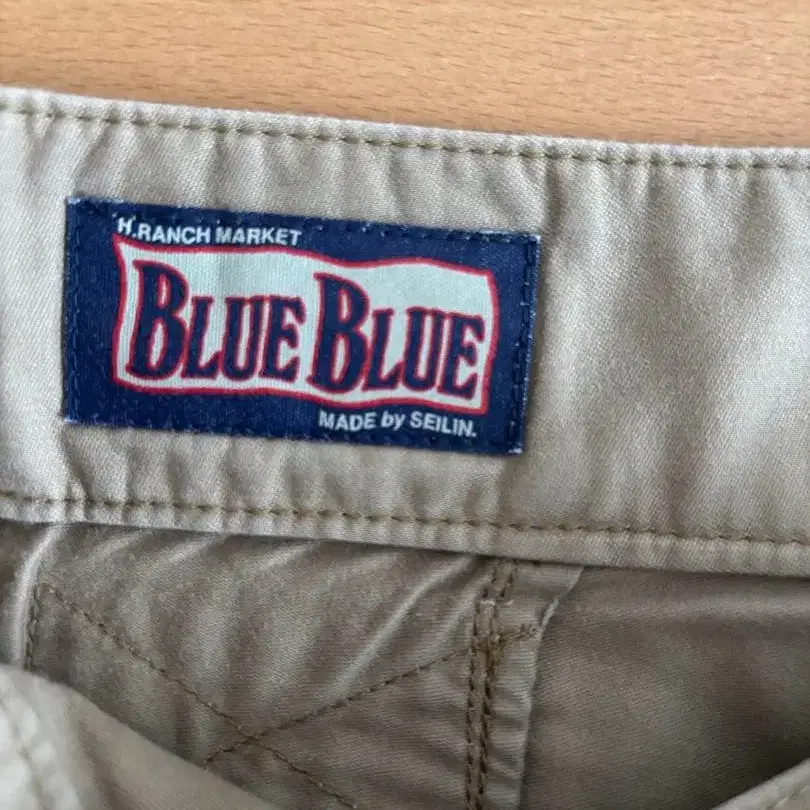 H.RANCH MARKET
BLUE BLUE
MADE by SEILIN.